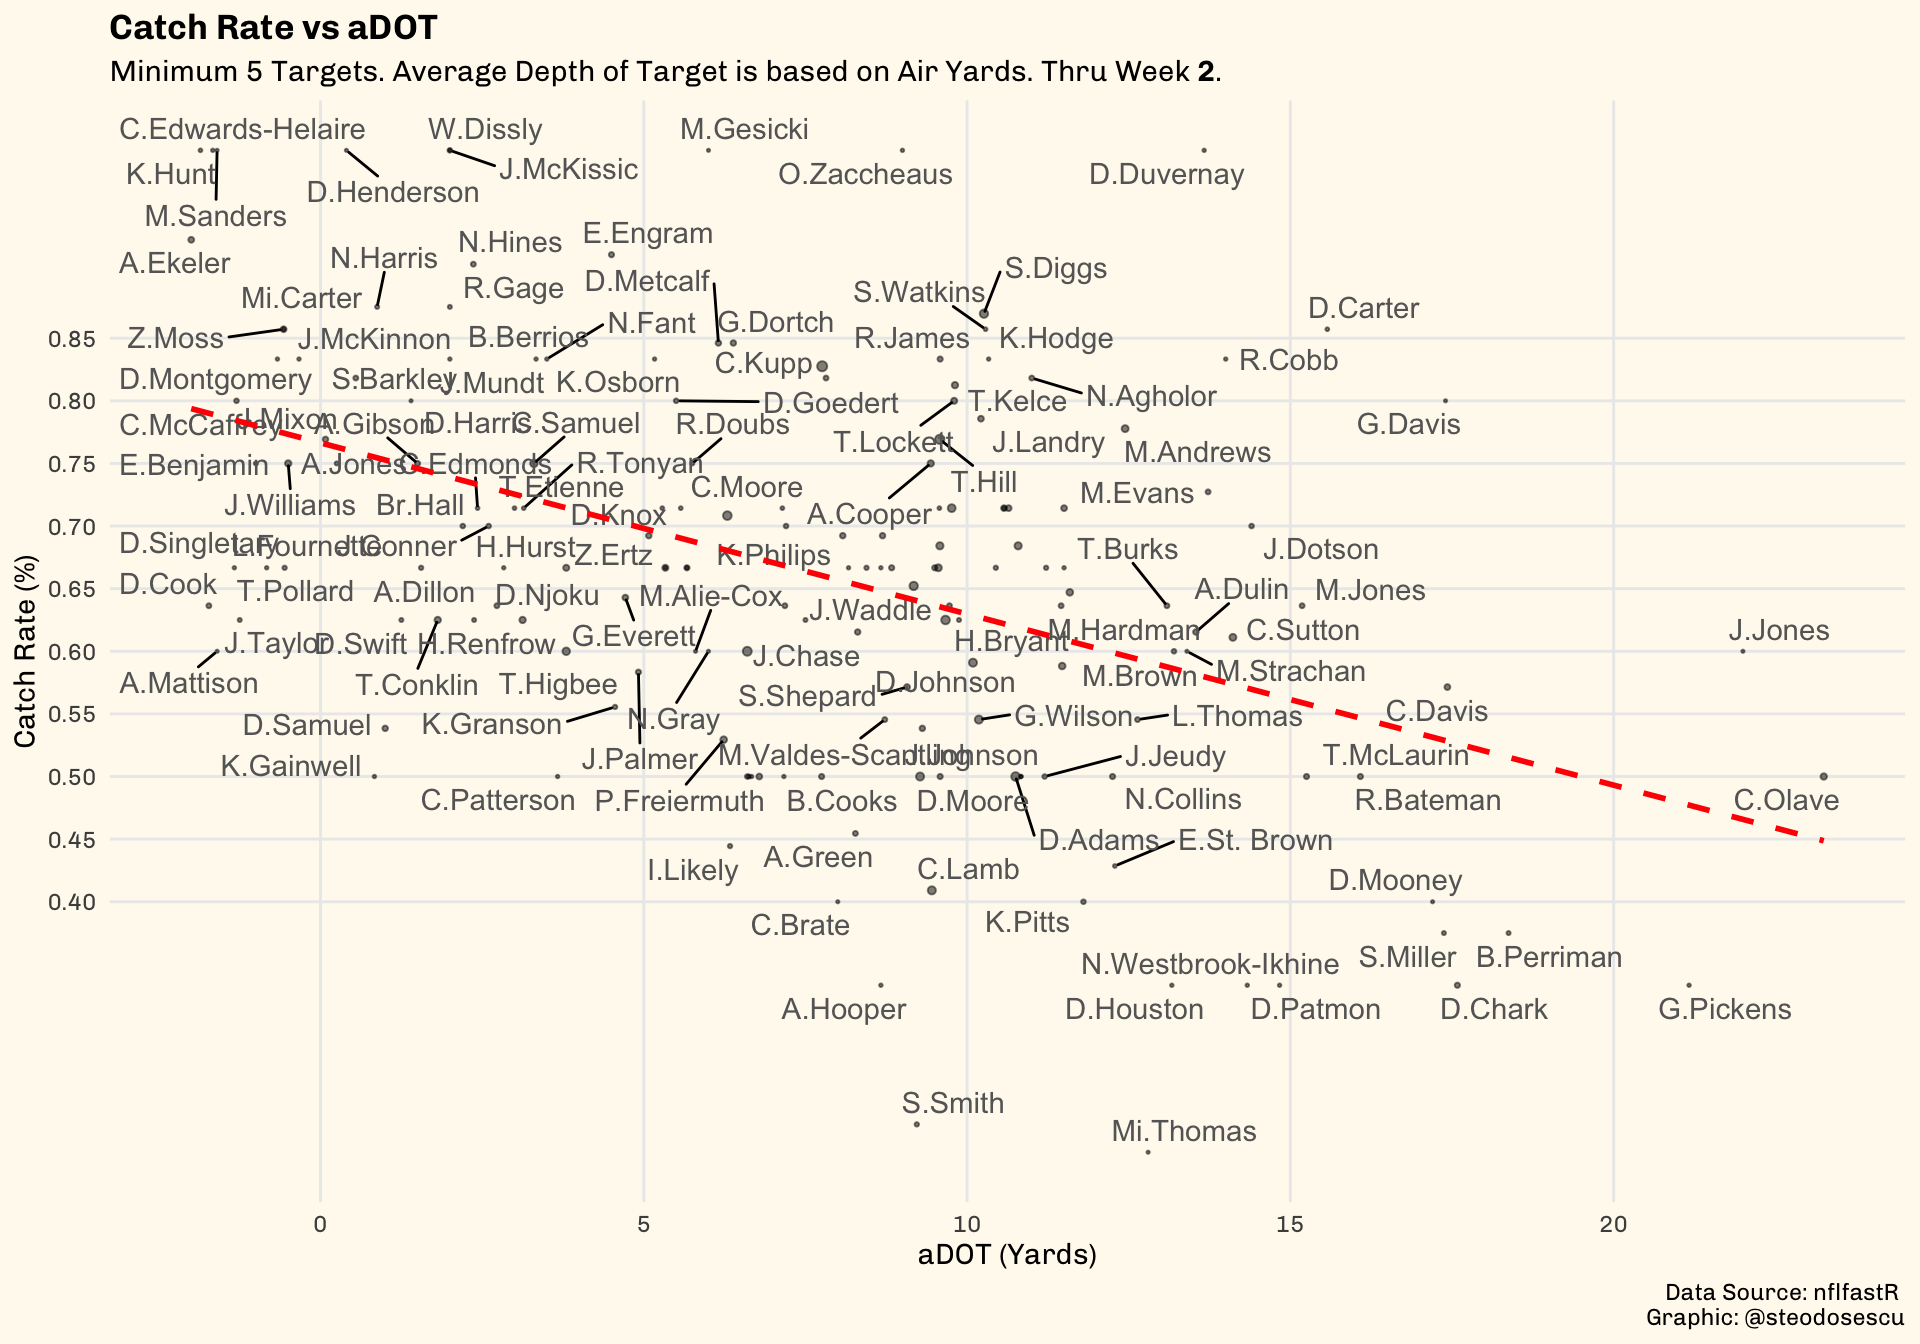 Catch Rate vs aDOT
Minimum 5 Targets. Average Depth of Target is based on Air Yards. Thru Week 2.
C.Edwards-Helaire
W.Dissly
M.Gesicki
K.Hunt
J.McKissic
O.Zaccheaus
D.Duvernay
D.Henderson
M.Sanders
N.Hines
E.Engram
A.Ekeler
N.Harris
S.Diggs
Mi.Carter
R.Gage
D.Metcalf
S.Watkins
D.Carter
Z.Moss
J.McKinnon
B.Berrios
N.Fant
G.Dortch
R.James
K.Hodge
0.85
C.Kupp
R.Cobb
D.Montgomery
S.Barkley
J.Mundt
K.Osborn
N.Agholor
0.80
D.Goedert
T.Kelce
C.McCaffrey
J.Mixon
A.Gibson
D.Harris
C.Samuel
R.Doubs
G.Davis
T.Lockett
J.Landry
M.Andrews
0.75
E.Benjamin
A.Jones
C.Edmonds
R.Tonyan
T.Hill
T.Etienne
C.Moore
M.Evans
J.Williams
Br.Hall
D.Knox
A.Cooper
0.70
D.Singletary
L.Fournette
J.Conner
H.Hurst
Z.Ertz
K.Philips
T.Burks
J.Dotson
D.Cook
T.Pollard
A.Dillon
D.Njoku
M.Alie-Cox
A.Dulin
M.Jones
0.65
J.Waddle
J.Taylor
D.Swift
H.Renfrow
G.Everett
H.Bryant
M.Hardman
C.Sutton
J.Jones
0.60
J.Chase
A.Mattison
T.Conklin
T.Higbee
S.Shepard
D.Johnson
M.Brown
M.Strachan
0.55
D.Samuel
K.Granson
N.Gray
G.Wilson
L.Thomas
C.Davis
K.Gainwell
J.Palmer
M.Valdes-Scantling
J.Johnson
J.Jeudy
T.McLaurin
0.50
C.Patterson
P.Freiermuth
B.Cooks
D.Moore
N.Collins
R.Bateman
C.Olave
0.45
D.Adams
E.St. Brown
I.Likely
A.Green
C.Lamb
D.Mooney
0.40
C.Brate
K.Pitts
N.Westbrook-Ikhine
S.Miller
B.Perriman
A.Hooper
D.Houston
D.Patmon
D.Chark
G.Pickens
S.Smith
Mi.Thomas
Catch Rate (%)
0
5
10
15
20
aDOT (Yards)
Data Source: nflfastR
Graphic: @steodosescu